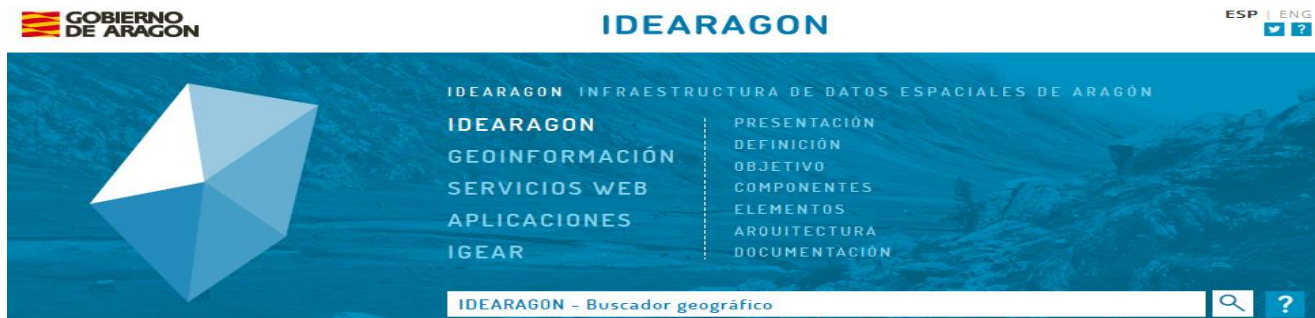 GOBIERNO
DE ARAGON
IDEARAGON
ESP | ENG
?
IDEARAGON INFRAESTRUCTURA DE DATOS ESPACIALES DE ARAGÓN
IDEARAGON
GEOINFORMACIÓN
SERVICIOS WEB
APLICACIONES
IGEAR
PRESENTACIÓN
DEFINICIÓN
OBJETIVO
COMPONENTES
ELEMENTOS
ARQUITECTURA
DOCUMENTACIÓN
IDEARAGON – Buscador geográfico
?